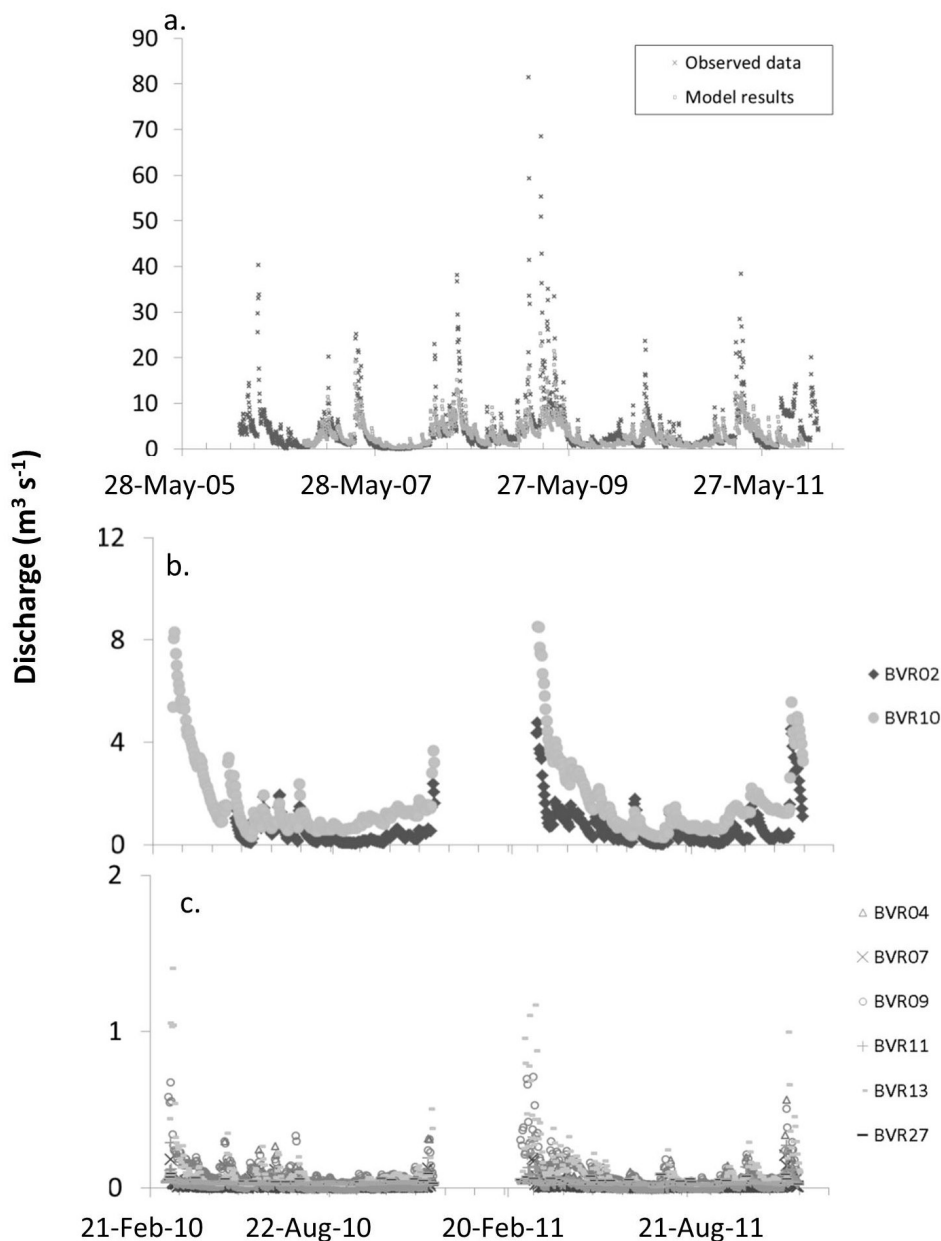 a.
90
80
70
60
50
40
30
20
10
0
Observed data
Model results
28-May-05 28-May-07 27-May-09 27-May-11
Discharge (m³ s⁻¹)
12
8
4
0
b.
BVR02
BVR10
2
1
0
c.
BVR04
BVR07
BVR09
BVR11
BVR13
BVR27
21-Feb-10 22-Aug-10 20-Feb-11 21-Aug-11